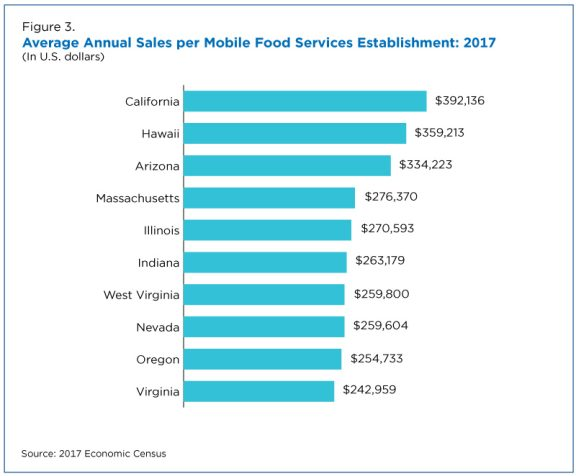 Figure 3.
Average Annual Sales per Mobile Food Services Establishment: 2017
(In U.S. dollars)
California $392,136
Hawaii $359,213
Arizona $334,223
Massachusetts $276,370
Illinois $270,593
Indiana $263,179
West Virginia $259,800
Nevada $259,604
Oregon $254,733
Virginia $242,959
Source: 2017 Economic Census